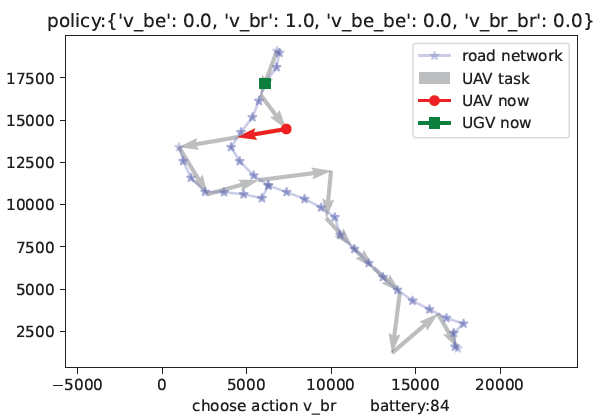 policy:{'v_be': 0.0, 'v_br': 1.0, 'v_be_be': 0.0, 'v_br_br': 0.0}
road network
UAV task
UAV now
UGV now
17500
15000
12500
10000
7500
5000
2500
−5000 0 5000 10000 15000 20000
choose action v_br battery:84